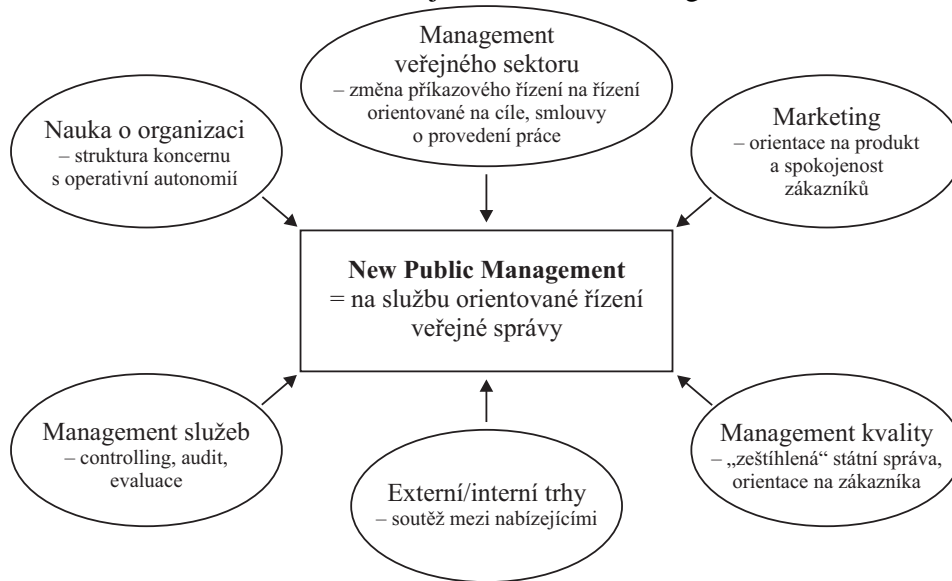 Management
veřejného sektoru
– změna příkazového řízení na řízení
orientované na cíle, smlouvy
o provedení práce
Nauka o organizaci
– struktura koncernu
s operativní autonomií
Marketing
– orientace na produkt
a spokojenost
zákazníků
New Public Management
= na službu orientované řízení
veřejné správy
Management služeb
– controlling, audit,
evaluace
Externí/interní trhy
– soutěž mezi nabízejícími
Management kvality
– „zeštíhlená“ státní správa,
orientace na zákazníka